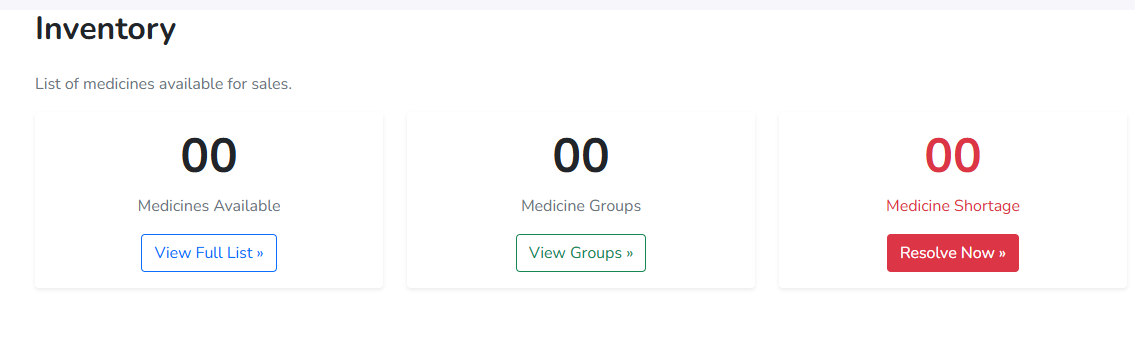 Inventory
List of medicines available for sales.
00
Medicines Available
View Full List »
00
Medicine Groups
View Groups »
00
Medicine Shortage
Resolve Now »